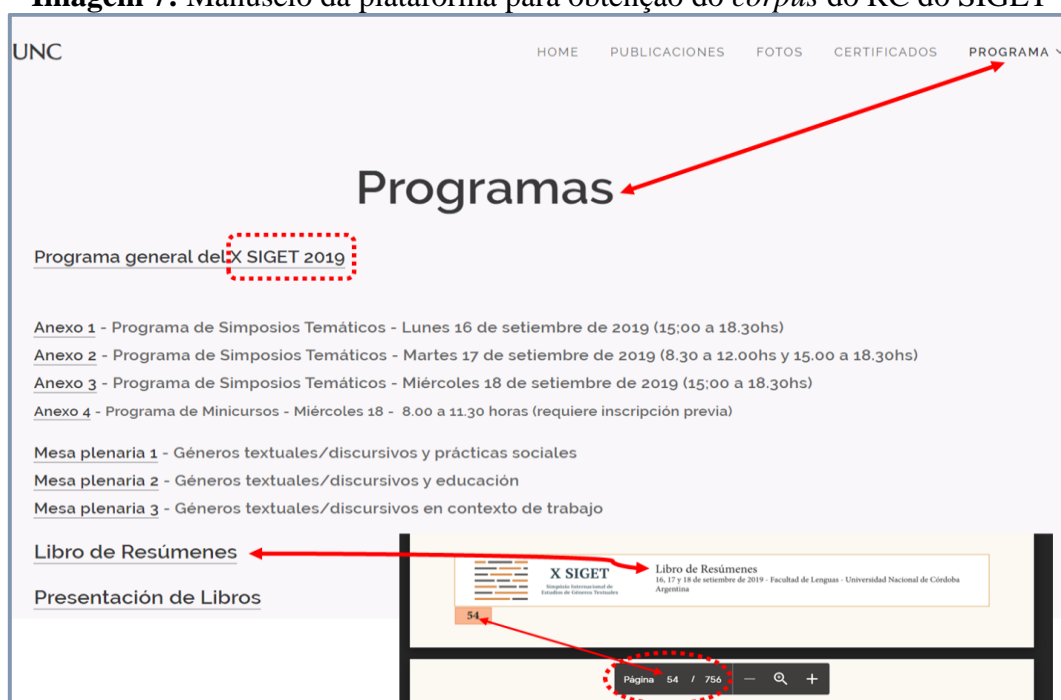 Imagem 7: Manuseio da plataforma para obtenção do corpus do RC do SIGET
UNC
HOME PUBLICACIONES FOTOS CERTIFICADOS PROGRAMA
Programas
Programa general del X SIGET 2019
Anexo 1 - Programa de Simposios Temáticos - Lunes 16 de setiembre de 2019 (15;00 a 18.30hs)
Anexo 2 - Programa de Simposios Temáticos - Martes 17 de setiembre de 2019 (8.30 a 12.00hs y 15.00 a 18.30hs)
Anexo 3 - Programa de Simposios Temáticos - Miércoles 18 de setiembre de 2019 (15;00 a 18.30hs)
Anexo 4 - Programa de Minicursos - Miércoles 18 - 8.00 a 11.30 horas (requiere inscripción previa)
Mesa plenaria 1 - Géneros textuales/discursivos y prácticas sociales
Mesa plenaria 2 - Géneros textuales/discursivos y educación
Mesa plenaria 3 - Géneros textuales/discursivos en contexto de trabajo
Libro de Resúmenes
Presentación de Libros
X SIGET
Simposio Internacional de
Estudios de Géneros Textuales
Libro de Resúmenes
16, 17 y 18 de setiembre de 2019 - Facultad de Lenguas - Universidad Nacional de Córdoba
Argentina
54
Página 54 / 756